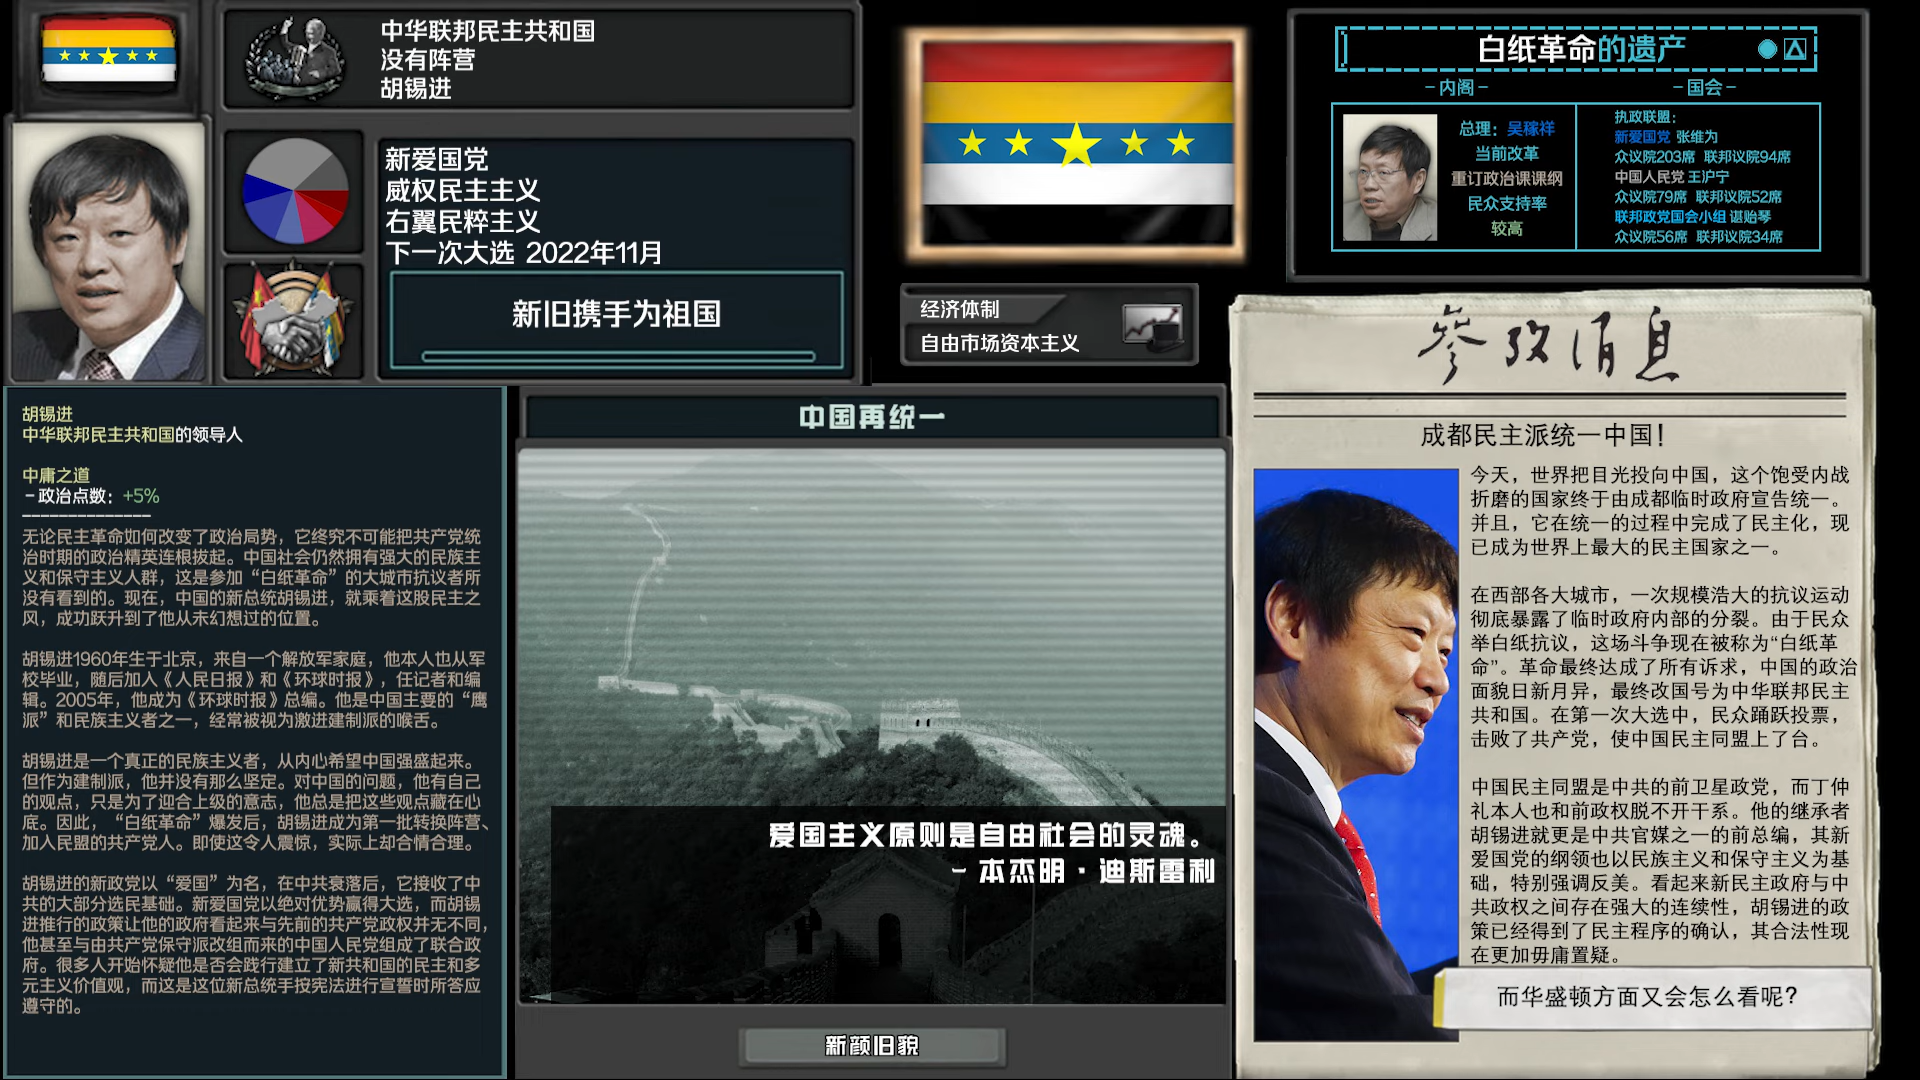 中华联邦民主共和国
没有阵营
胡锡进
新爱国党
威权民主主义
右翼民粹主义
下一次大选 2022年11月
新旧携手为祖国
经济体制
自由市场资本主义
白纸革命的遗产
-内阁-
-国会-
总理：吴稼祥
当前改革
重订政治课课纲
民众支持率
较高
执政联盟：
新爱国党 张维为
众议院203席 联邦议院94席
中国人民党 王沪宁
众议院79席 联邦议院52席
联邦政党国会小组 谌贻琴
众议院56席 联邦议院34席
胡锡进
中华联邦民主共和国的领导人
中庸之道
-政治点数：+5%
--------------
无论民主革命如何改变了政治局势，它终究不可能把共产党统
治时期的政治精英连根拔起。中国社会仍然拥有强大的民族主
义和保守主义人群，这是参加“白纸革命”的大城市抗议者所
没有看到的。现在，中国的新总统胡锡进，就乘着这股民主之
风，成功跃升到了他从未幻想过的位置。
胡锡进1960年生于北京，来自一个解放军家庭，他本人也从军
校毕业，随后加入《人民日报》和《环球时报》，任记者和编
辑。2005年，他成为《环球时报》总编。他是中国主要的“鹰
派”和民族主义者之一，经常被视为激进建制派的喉舌。
胡锡进是一个真正的民族主义者，从内心希望中国强盛起来。
但作为建制派，他并没有那么坚定。对中国的问题，他有自己
的观点，只是为了迎合上级的意志，他总是把这些观点藏在心
底。因此，“白纸革命”爆发后，胡锡进成为第一批转换阵营、
加入民盟的共产党人。即使这令人震惊，实际上却合情合理。
胡锡进的新政党以“爱国”为名，在中共衰落后，它接收了中
共的大部分选民基础。新爱国党以绝对优势赢得大选，而胡锡
进推行的政策让他的政府看起来与先前的共产党政权并无不同，
他甚至与由共产党保守派改组而来的中国人民党组成了联合政
府。很多人开始怀疑他是否会践行建立了新共和国的民主和多
元主义价值观，而这是这位新总统手按宪法进行宣誓时所答应
遵守的。
中国再统一
爱国主义原则是自由社会的灵魂。
- 本杰明·迪斯雷利
新颜旧貌
参考消息
成都民主派统一中国！
今天，世界把目光投向中国，这个饱受内战
折磨的国家终于由成都临时政府宣告统一。
并且，它在统一的过程中完成了民主化，现
已成为世界上最大的民主国家之一。
在西部各大城市，一次规模浩大的抗议运动
彻底暴露了临时政府内部的分裂。由于民众
举白纸抗议，这场斗争现在被称为“白纸革
命”。革命最终达成了所有诉求，中国的政治
面貌日新月异，最终改国号为中华联邦民主
共和国。在第一次大选中，民众踊跃投票，
击败了共产党，使中国民主同盟上了台。
中国民主同盟是中共的前卫星政党，而丁仲
礼本人也和前政权脱不开干系。他的继承者
胡锡进就更是中共官媒之一的前总编，其新
爱国党的纲领也以民族主义和保守主义为基
础，特别强调反美。看起来新民主政府与中
共政权之间存在强大的连续性，胡锡进的政
策已经得到了民主程序的确认，其合法性现
在更加毋庸置疑。
而华盛顿方面又会怎么看呢？